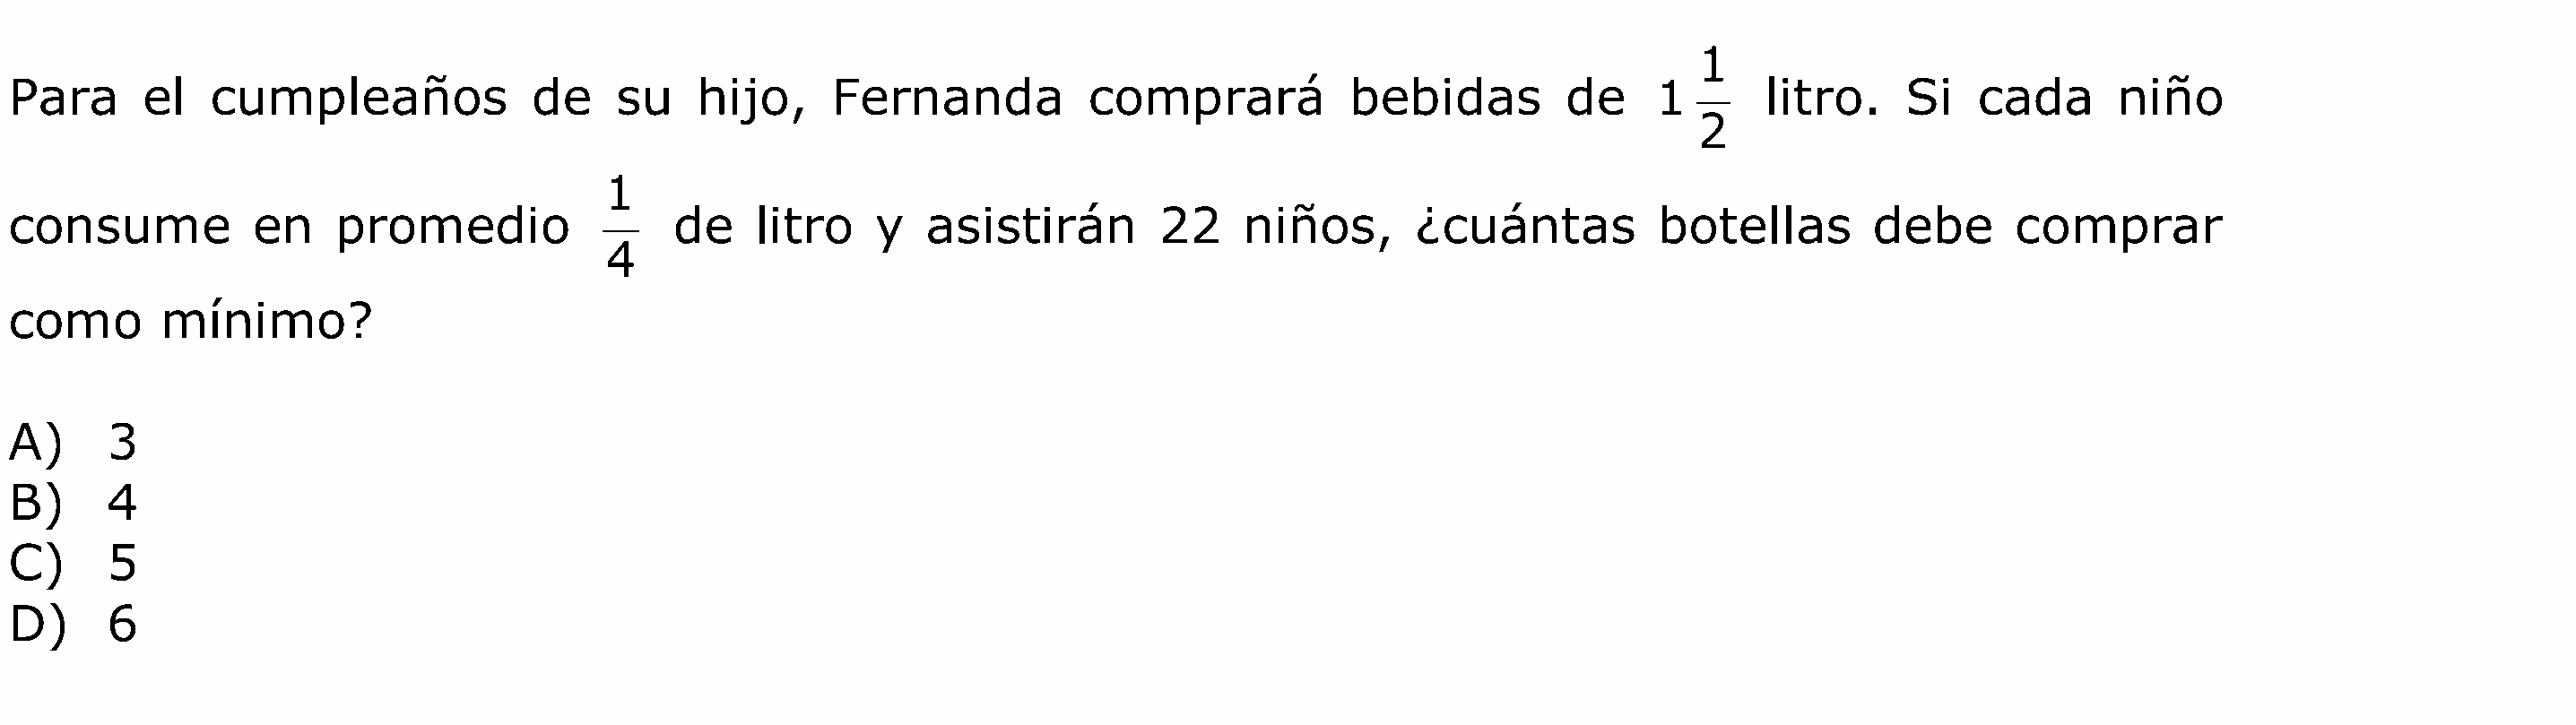 Para el cumpleaños de su hijo, Fernanda comprará bebidas de 1 1/2 litro. Si cada niño
consume en promedio 1/4 de litro y asistirán 22 niños, ¿cuántas botellas debe comprar
como mínimo?
A) 3
B) 4
C) 5
D) 6